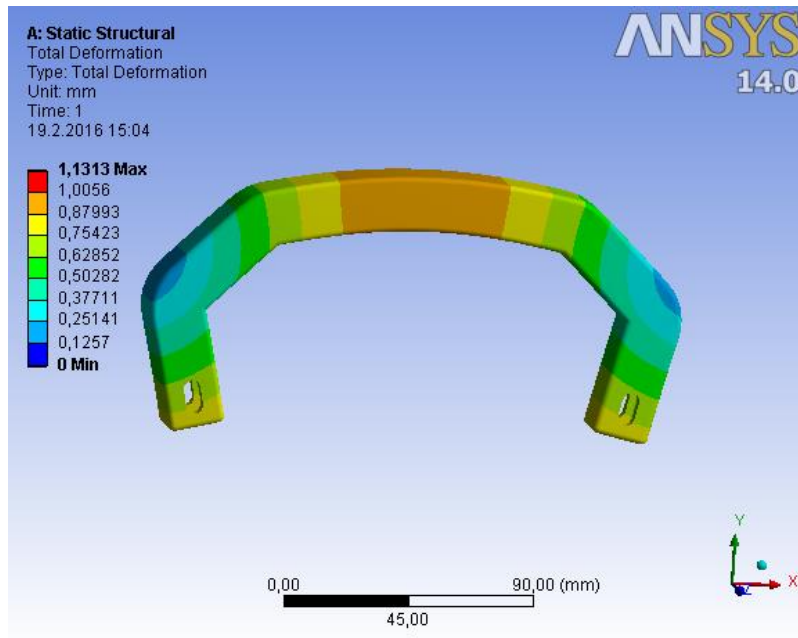 A: Static Structural
Total Deformation
Type: Total Deformation
Unit: mm
Time: 1
19.2.2016 15:04
ANSYS
14.0
1,1313 Max
1,0056
0,87993
0,75423
0,62852
0,50282
0,37711
0,25141
0,1257
0 Min
0,00
90,00 (mm)
45,00
Y
X
Z